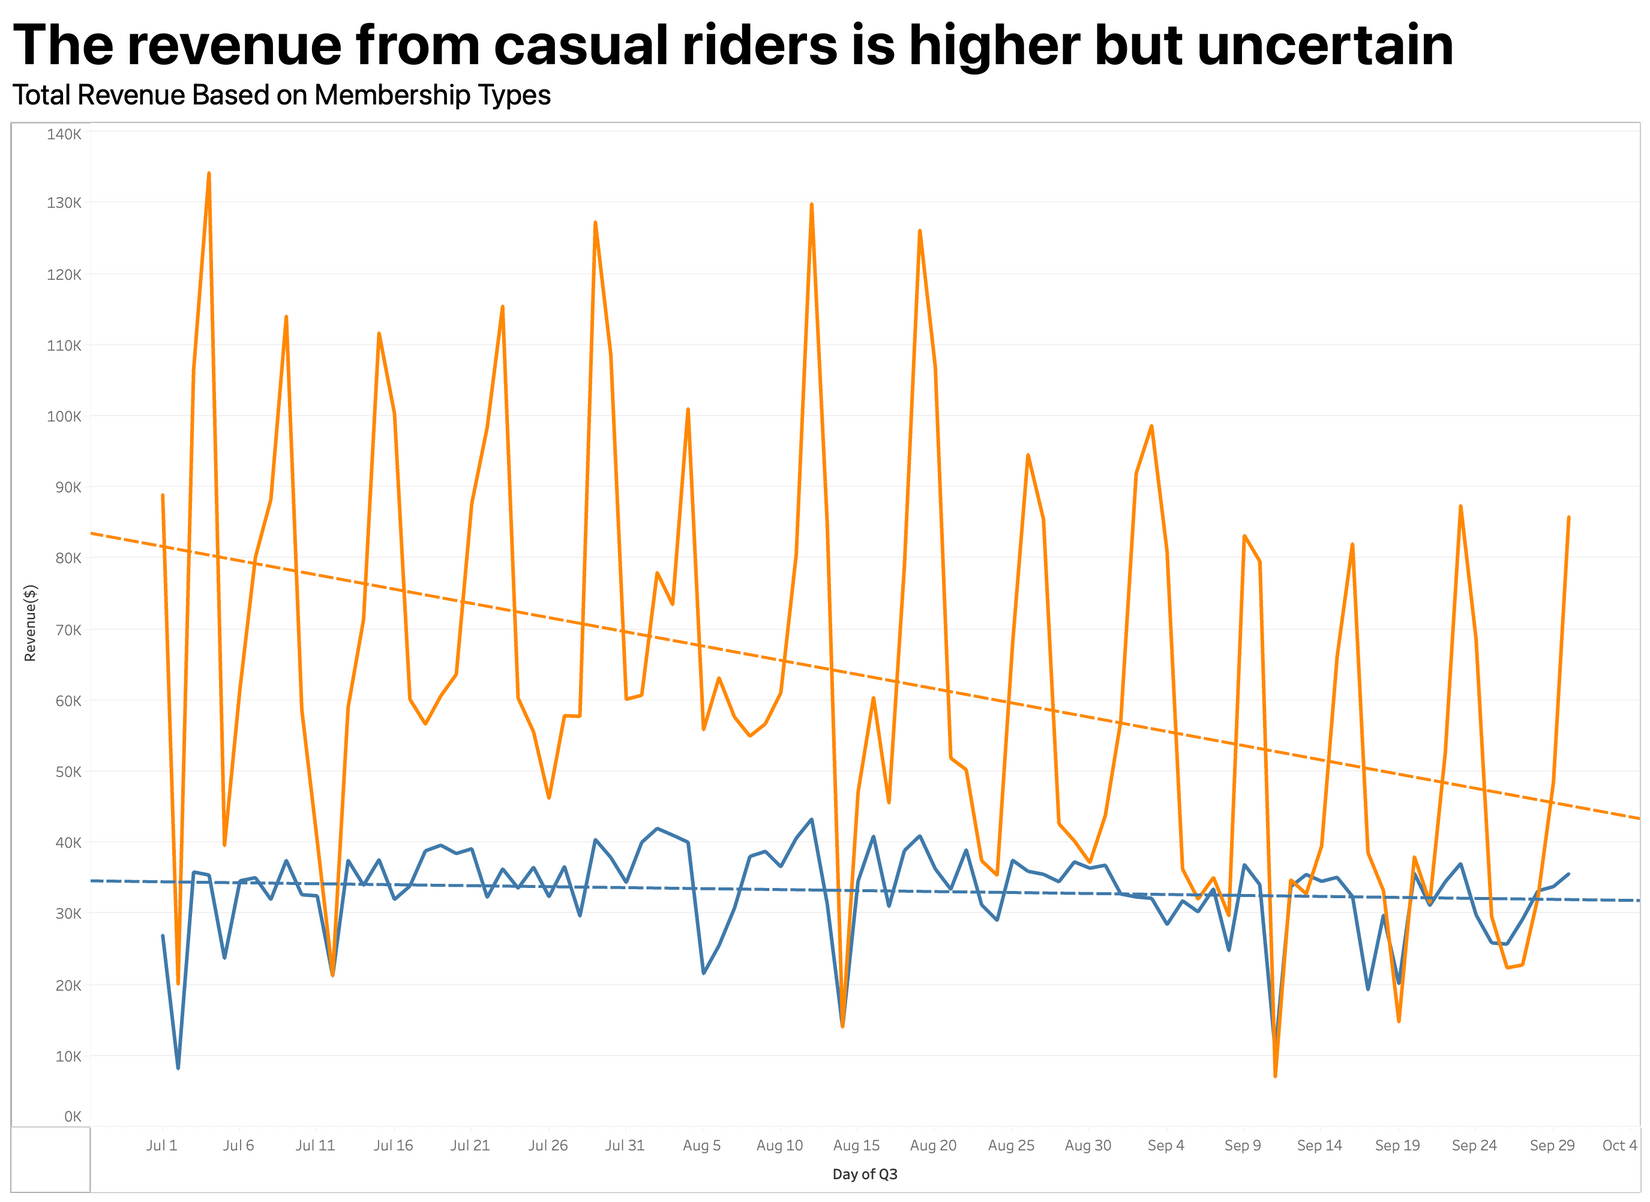 The revenue from casual riders is higher but uncertain
Total Revenue Based on Membership Types
140K
130K
120K
110K
100K
90K
80K
70K
60K
50K
40K
30K
20K
10K
0K
Revenue($)
Jul 1 Jul 6 Jul 11 Jul 16 Jul 21 Jul 26 Jul 31 Aug 5 Aug 10 Aug 15 Aug 20 Aug 25 Aug 30 Sep 4 Sep 9 Sep 14 Sep 19 Sep 24 Sep 29 Oct 4
Day of Q3